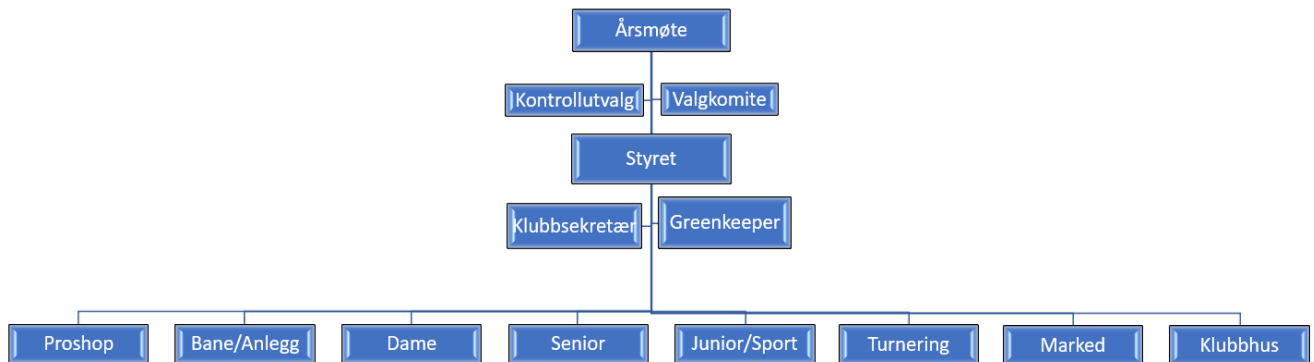 Årsmøte
Kontrollutvalg
Valgkomite
Styret
Klubbsekretær
Greenkeeper
Proshop
Bane/Anlegg
Dame
Senior
Junior/Sport
Turnering
Marked
Klubbhus